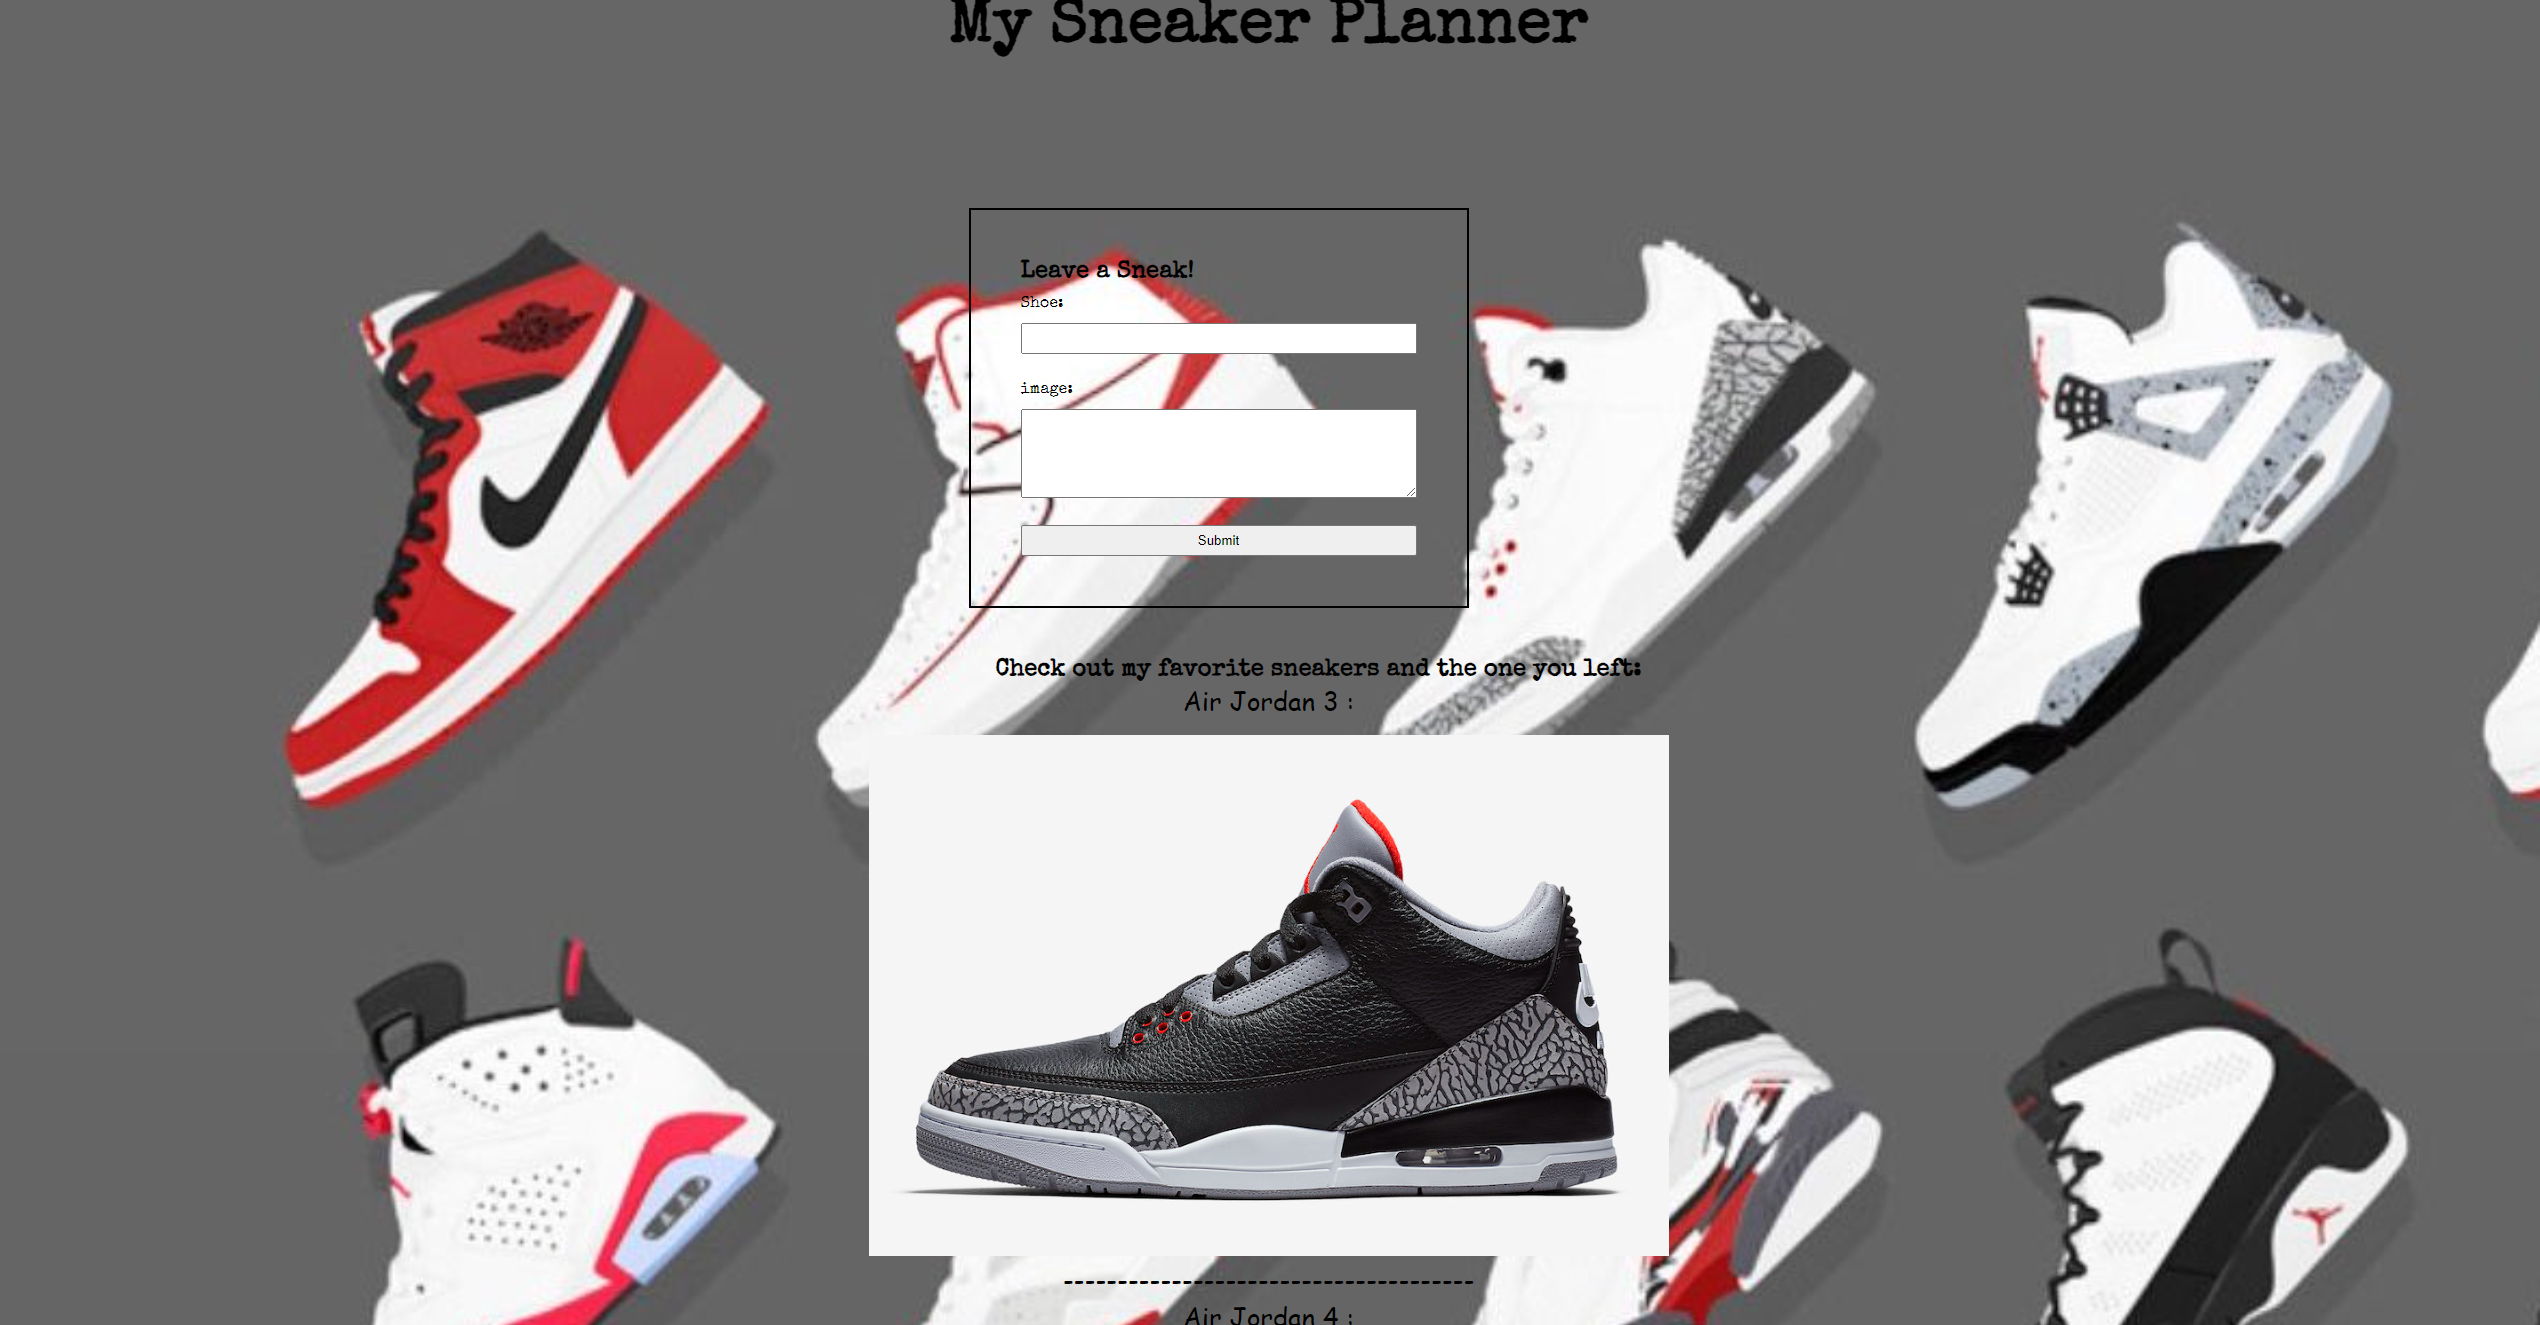 My Sneaker Planner
Leave a Sneak!
Shoe:
image:
Submit
Check out my favorite sneakers and the one you left:
Air Jordan 3 :
--------------------------------------
Air Jordan 4 :